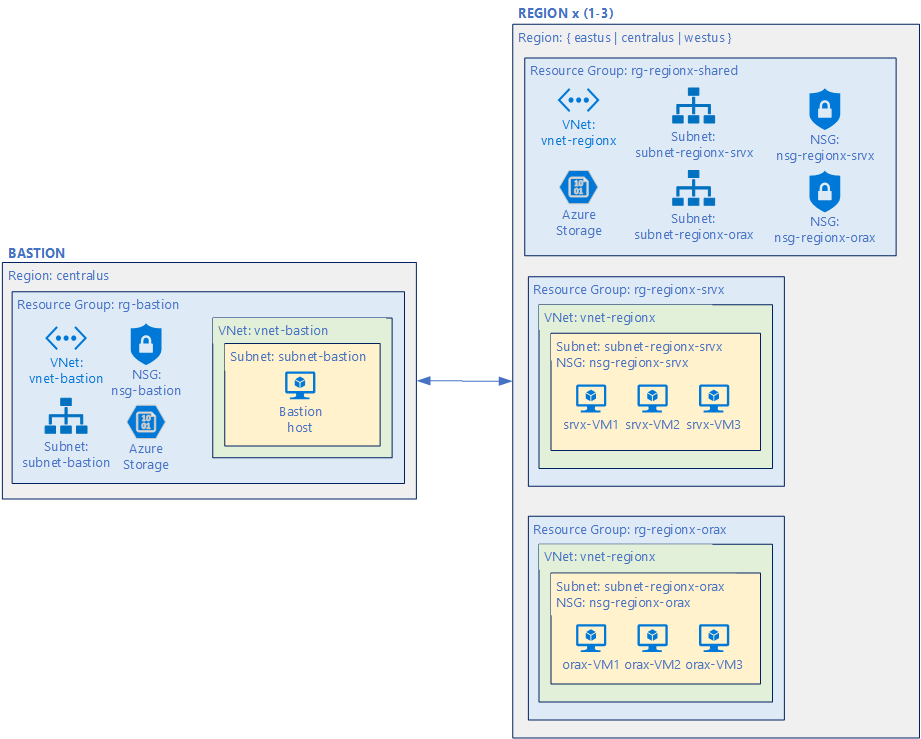 REGION x (1-3)
Region: { eastus | centralus | westus }
Resource Group: rg-regionx-shared
VNet:
vnet-regionx
Subnet:
subnet-regionx-srvx
NSG:
nsg-regionx-srvx
Azure
Storage
Subnet:
subnet-regionx-orax
NSG:
nsg-regionx-orax
BASTION
Region: centralus
Resource Group: rg-bastion
VNet:
vnet-bastion
NSG:
nsg-bastion
Subnet:
subnet-bastion
Azure
Storage
VNet: vnet-bastion
Subnet: subnet-bastion
Bastion
host
Resource Group: rg-regionx-srvx
VNet: vnet-regionx
Subnet: subnet-regionx-srvx
NSG: nsg-regionx-srvx
srvx-VM1 srvx-VM2 srvx-VM3
Resource Group: rg-regionx-orax
VNet: vnet-regionx
Subnet: subnet-regionx-orax
NSG: nsg-regionx-orax
orax-VM1 orax-VM2 orax-VM3